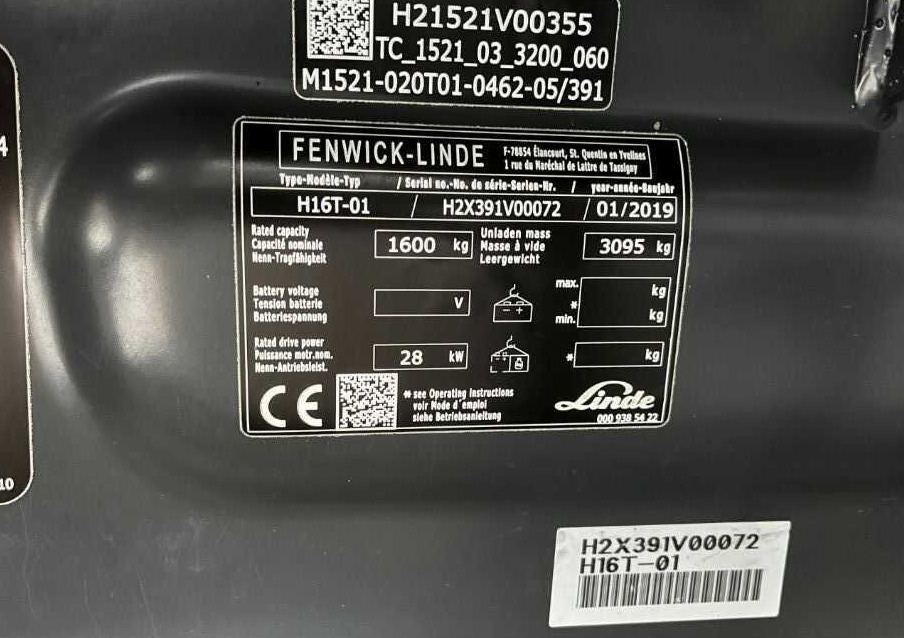 H21521V00355
TC_1521_03_3200_060
M1521-020T01-0462-05/391
FENWICK-LINDE
F-78854 Élancourt, St. Quentin en Yvelines
1 rue du Maréchal de Lattre de Tassigny
Type-Modèle-Typ / Serial no.-No. de série-Serien-Nr. / year-année-Baujahr
H16T-01 / H2X391V00072 / 01/2019
Rated capacity
Capacité nominale
Nenn-Tragfähigkeit
1600 kg
Unladen mass
Masse à vide
Leergewicht
3095 kg
Battery voltage
Tension batterie
Batteriespannung
V
max. kg
*
min. kg
Rated drive power
Puissance motr.nom.
Nenn-Antriebsleist.
28 kW
* kg
CE
* see Operating Instructions
voir Mode d'emploi
siehe Betriebsanleitung
Linde
000 938 54 22
4
10
H2X391V00072
H16T-01